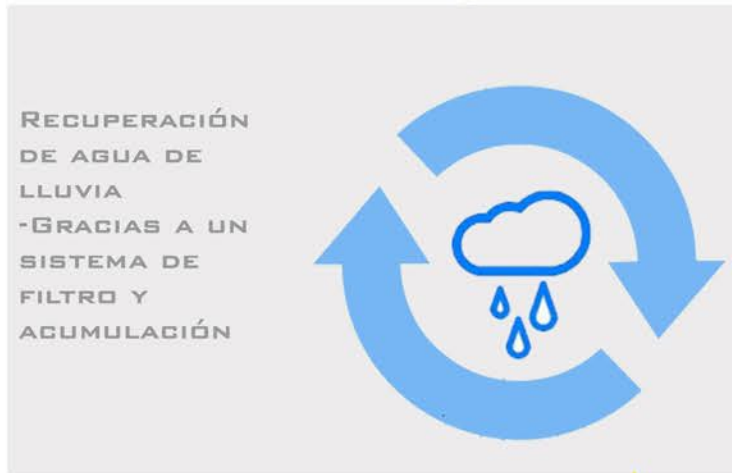 Recuperación
de agua de
lluvia
-Gracias a un
sistema de
filtro y
acumulación